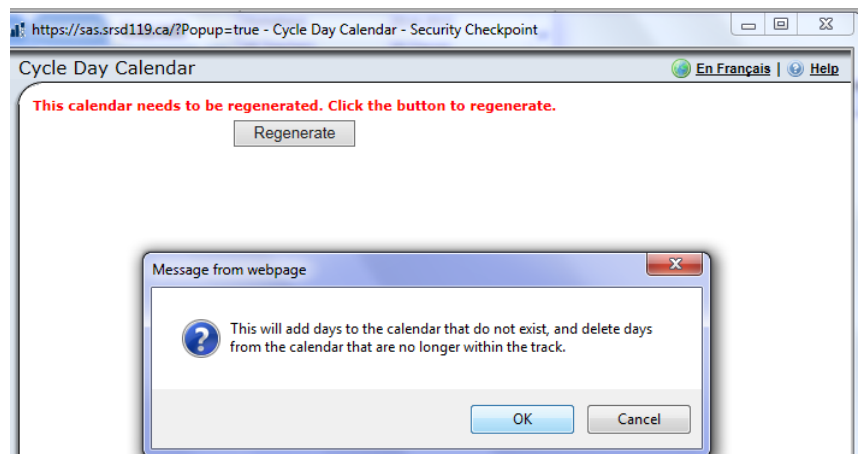 https://sas.srsd119.ca/?Popup=true - Cycle Day Calendar - Security Checkpoint
Cycle Day Calendar
En Français | Help
This calendar needs to be regenerated. Click the button to regenerate.
Regenerate
Message from webpage
This will add days to the calendar that do not exist, and delete days
from the calendar that are no longer within the track.
OK
Cancel